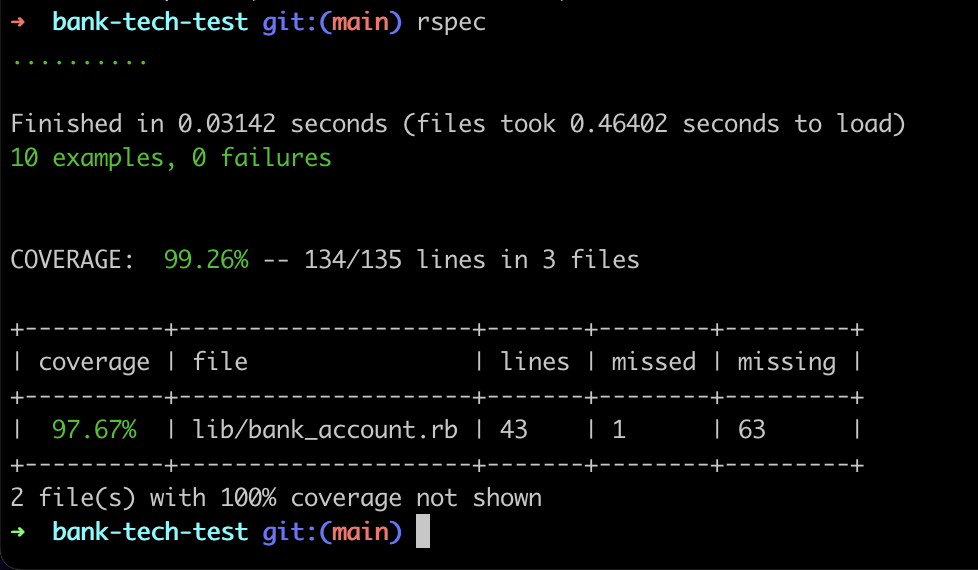 → bank-tech-test git:(main) rspec
..........
Finished in 0.03142 seconds (files took 0.46402 seconds to load)
10 examples, 0 failures
COVERAGE:  99.26% -- 134/135 lines in 3 files
+----------+---------------------+-------+--------+---------+
| coverage | file                | lines | missed | missing |
+----------+---------------------+-------+--------+---------+
|  97.67%  | lib/bank_account.rb | 43    | 1      | 63      |
+----------+---------------------+-------+--------+---------+
2 file(s) with 100% coverage not shown
→ bank-tech-test git:(main)